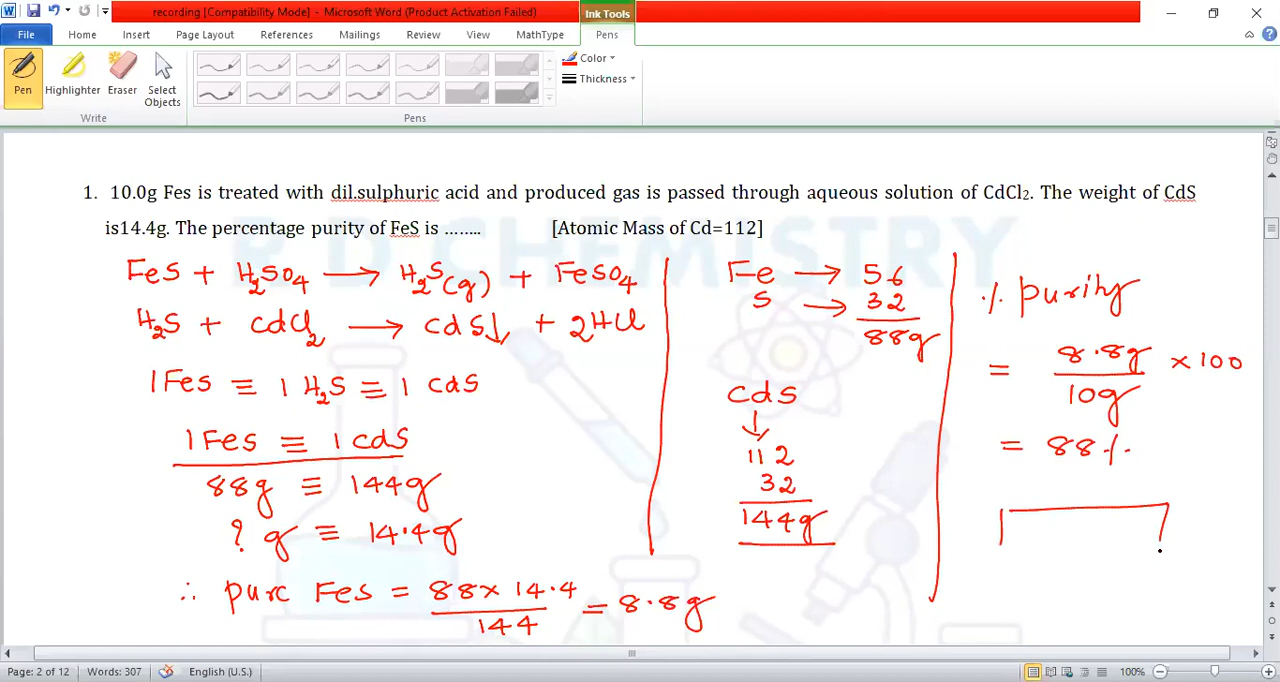 recording [Compatibility Mode] - Microsoft Word (Product Activation Failed)
Ink Tools
File
Home
Insert
Page Layout
References
Mailings
Review
View
MathType
Pens
Pen
Highlighter
Eraser
Select
Objects
Color
Thickness
Write
Pens
1. 10.0g Fes is treated with dil.sulphuric acid and produced gas is passed through aqueous solution of CdCl2. The weight of CdS
is14.4g. The percentage purity of FeS is ........ [Atomic Mass of Cd=112]
R D CHEMISTRY
FeS + H2SO4 → H2S(g) + FeSO4
H2S + CdCl2 → CdS↓ + 2HCl
1Fes ≡ 1 H2S ≡ 1 CdS
1Fes ≡ 1 CdS
88g ≡ 144g
? g ≡ 14.4g
∴ pure Fes = 88 x 14.4 / 144 = 8.8g
Fe → 56
S → 32
88g
CdS
↓
112
32
144g
% purity
= 8.8g / 10g × 100
= 88%
Page: 2 of 12
Words: 307
English (U.S.)
100%